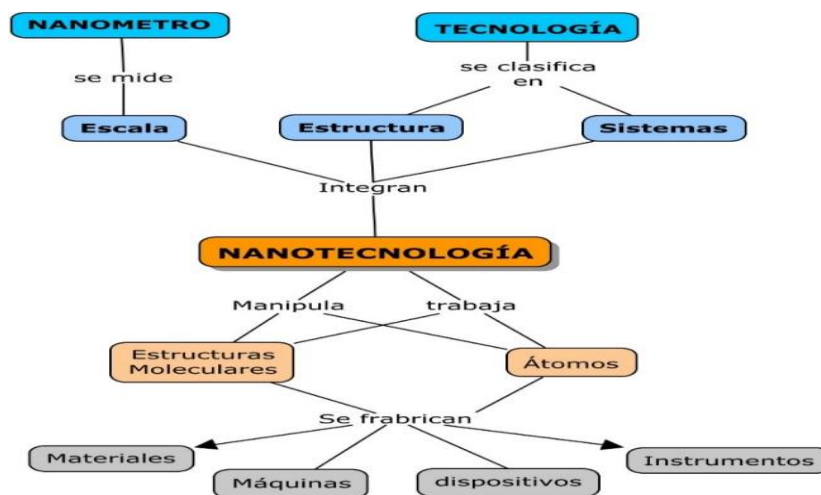 NANOMETRO
TECNOLOGÍA
se mide
se clasifica
en
Escala
Estructura
Sistemas
Integran
NANOTECNOLOGÍA
Manipula
trabaja
Estructuras
Moleculares
Átomos
Se frabrican
Materiales
Máquinas
dispositivos
Instrumentos